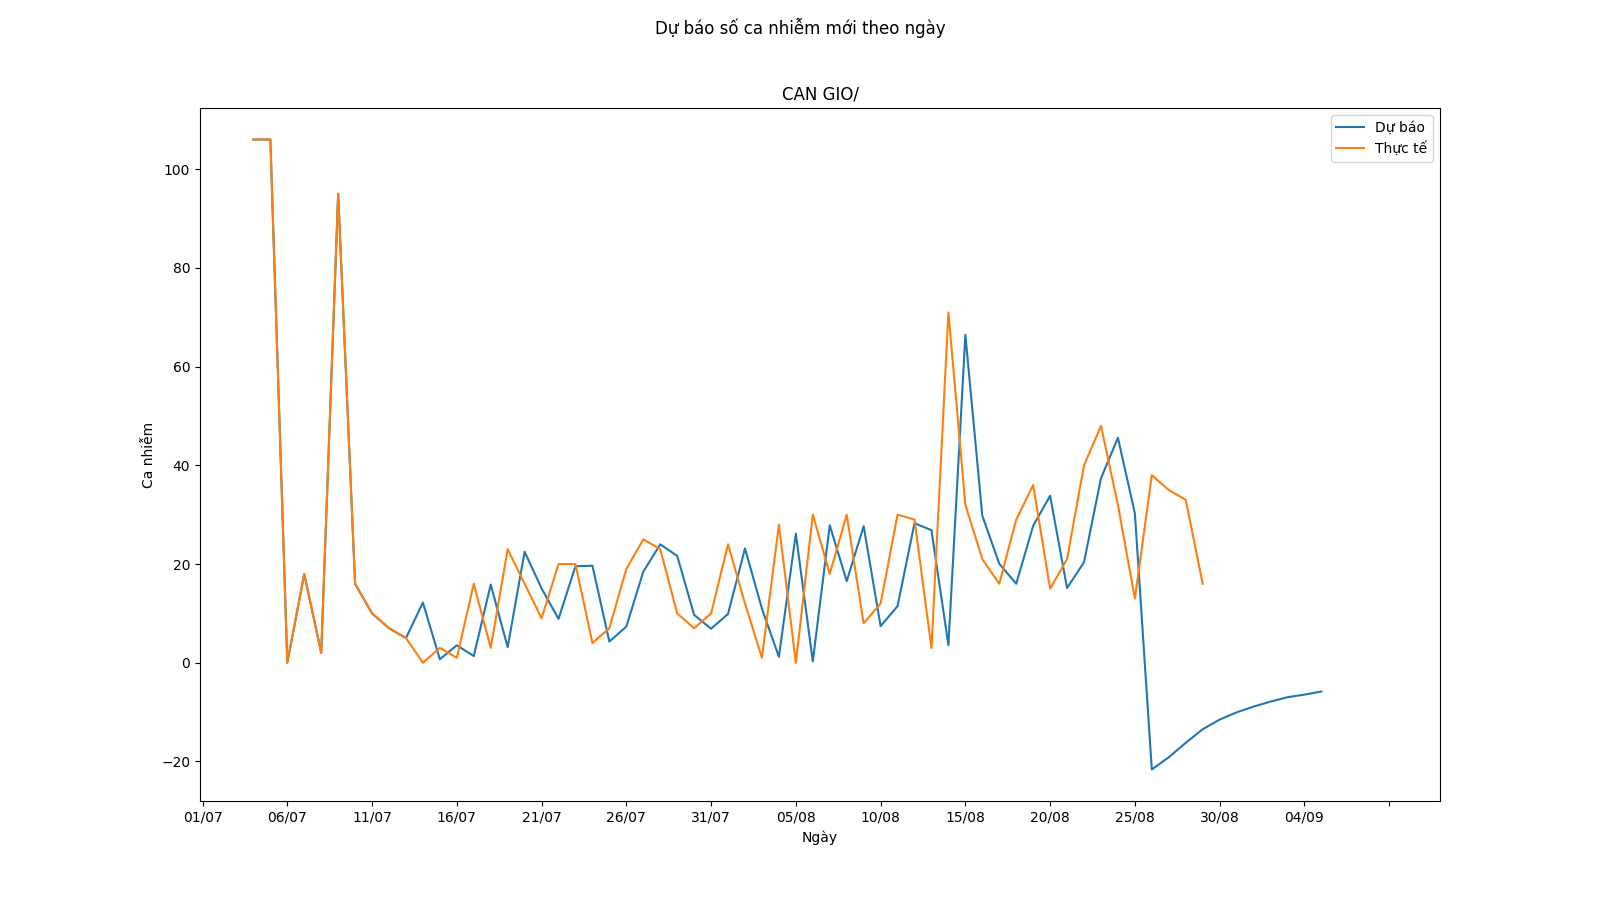 Dự báo số ca nhiễm mới theo ngày
CAN GIO/
Dự báo
Thực tế
100
80
60
40
20
0
−20
Ca nhiễm
01/07 06/07 11/07 16/07 21/07 26/07 31/07 05/08 10/08 15/08 20/08 25/08 30/08 04/09
Ngày